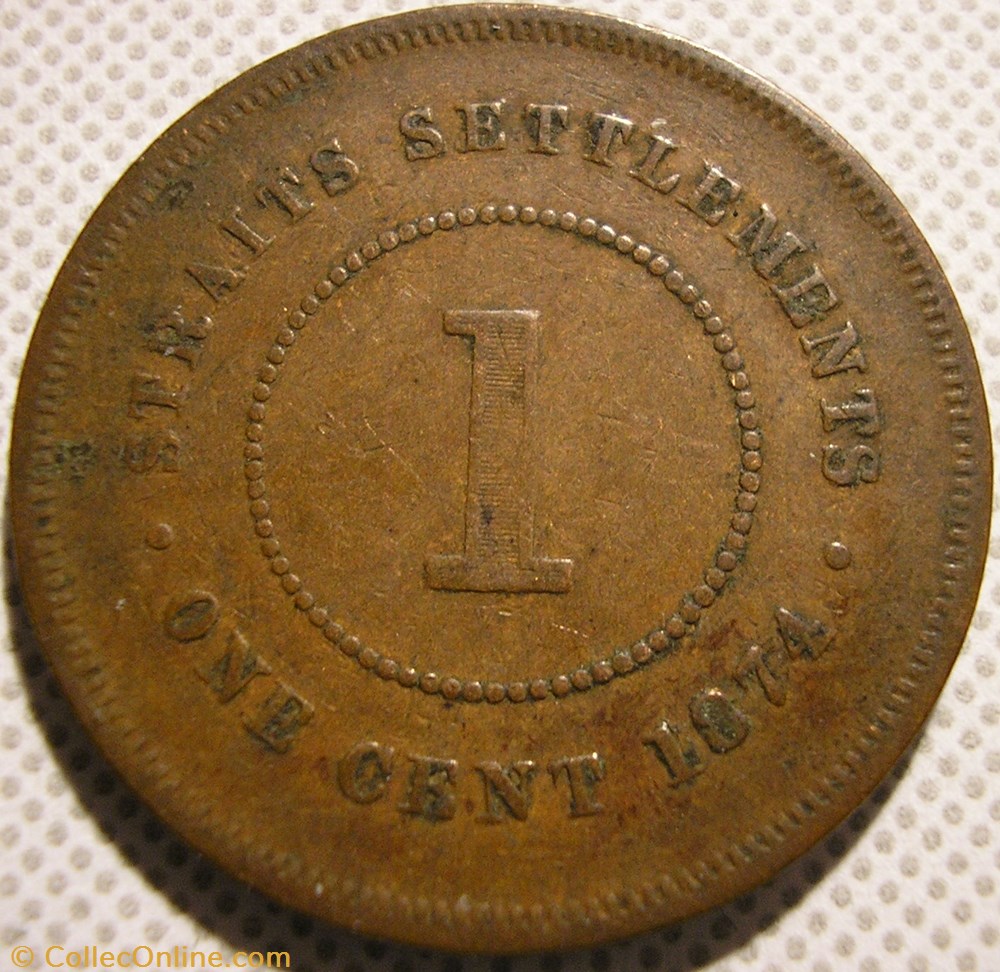 STRAITS SETTLEMENTS
1
· ONE CENT 1874 ·
© CollecOnline.com